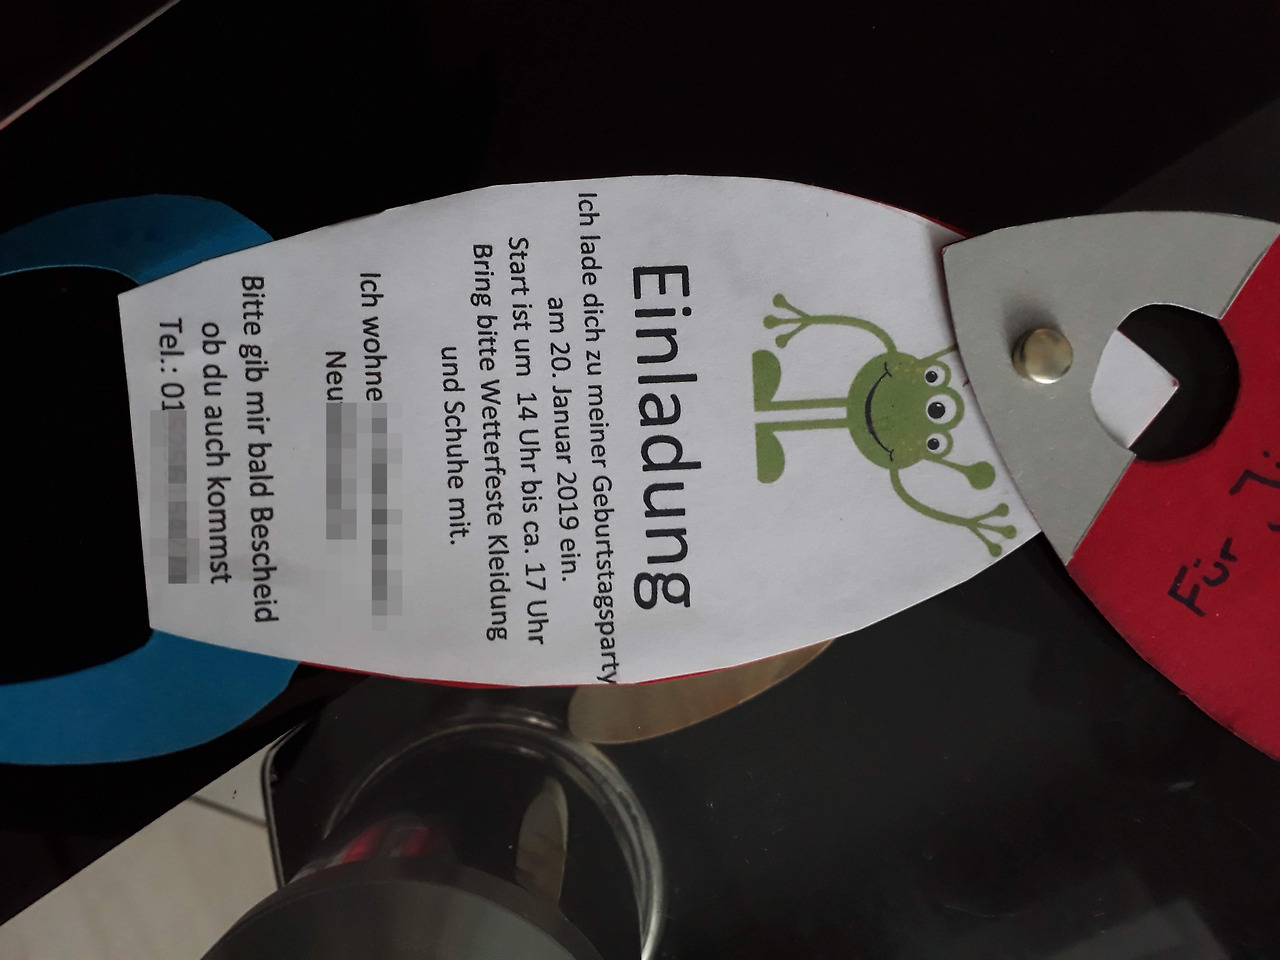 Einladung
Ich lade dich zu meiner Geburtstagsparty
am 20. Januar 2019 ein.
Start ist um 14 Uhr bis ca. 17 Uhr
Bring bitte Wetterfeste Kleidung
und Schuhe mit.
Ich wohne
Neu
Bitte gib mir bald Bescheid
ob du auch kommst
Tel.: 01
Für